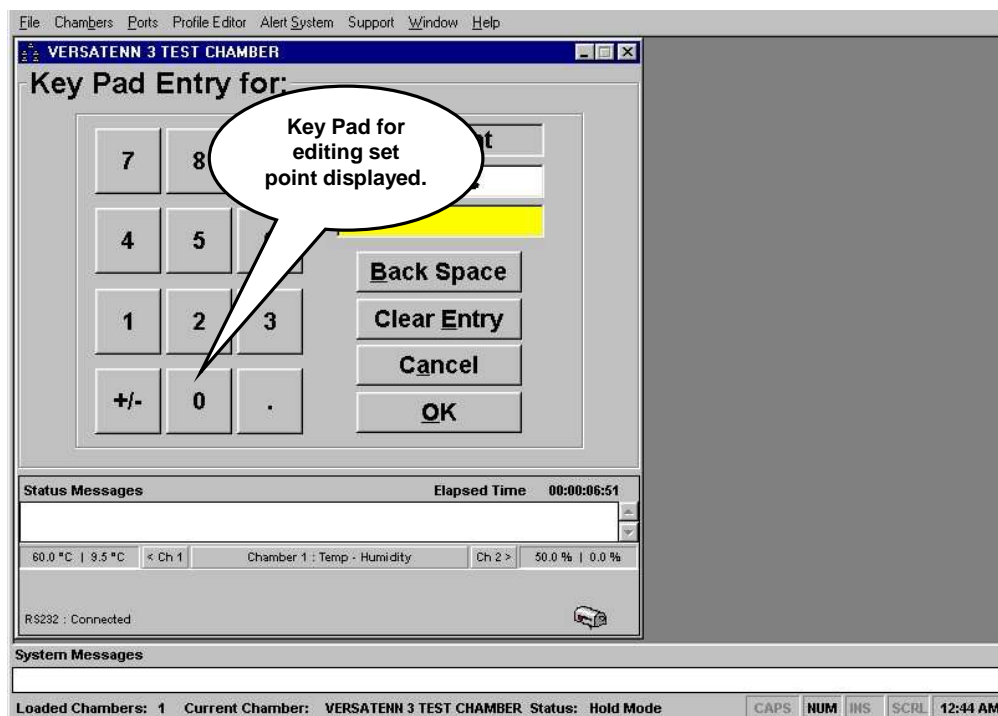 File Chambers Ports Profile Editor Alert System Support Window Help
VERSATENN 3 TEST CHAMBER
Key Pad Entry for:
Key Pad for
editing set
point displayed.
7 8
4 5
1 2 3
+/- 0 .
Back Space
Clear Entry
Cancel
OK
Status Messages Elapsed Time 00:00:06:51
60.0 °C | 9.5 °C < Ch 1 Chamber 1 : Temp - Humidity Ch 2 > 50.0 % | 0.0 %
RS232 : Connected
System Messages
Loaded Chambers: 1 Current Chamber: VERSATENN 3 TEST CHAMBER Status: Hold Mode CAPS NUM INS SCRL 12:44 AM